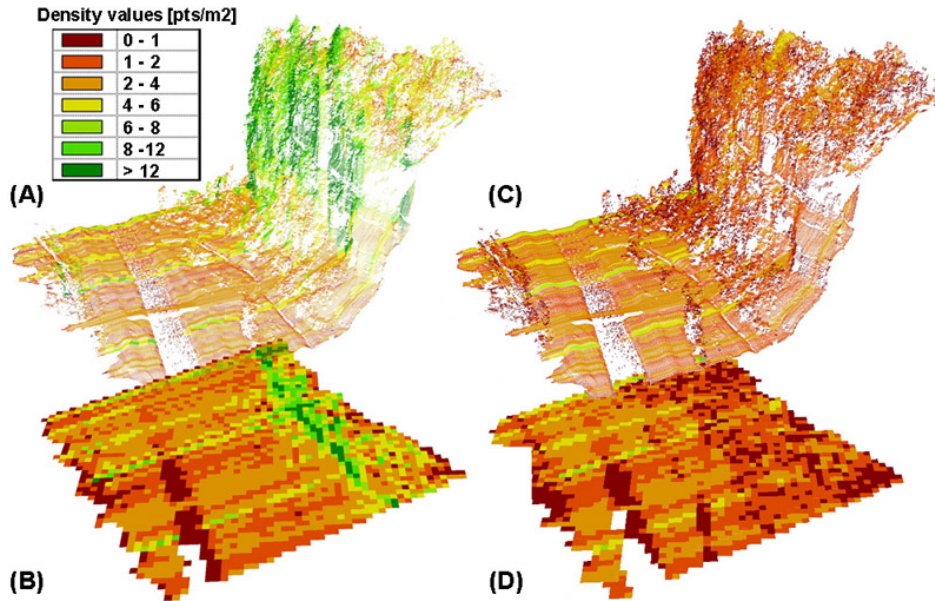 Density values [pts/m2]
0 - 1
1 - 2
2 - 4
4 - 6
6 - 8
8 -12
> 12
(A)
(C)
(B)
(D)